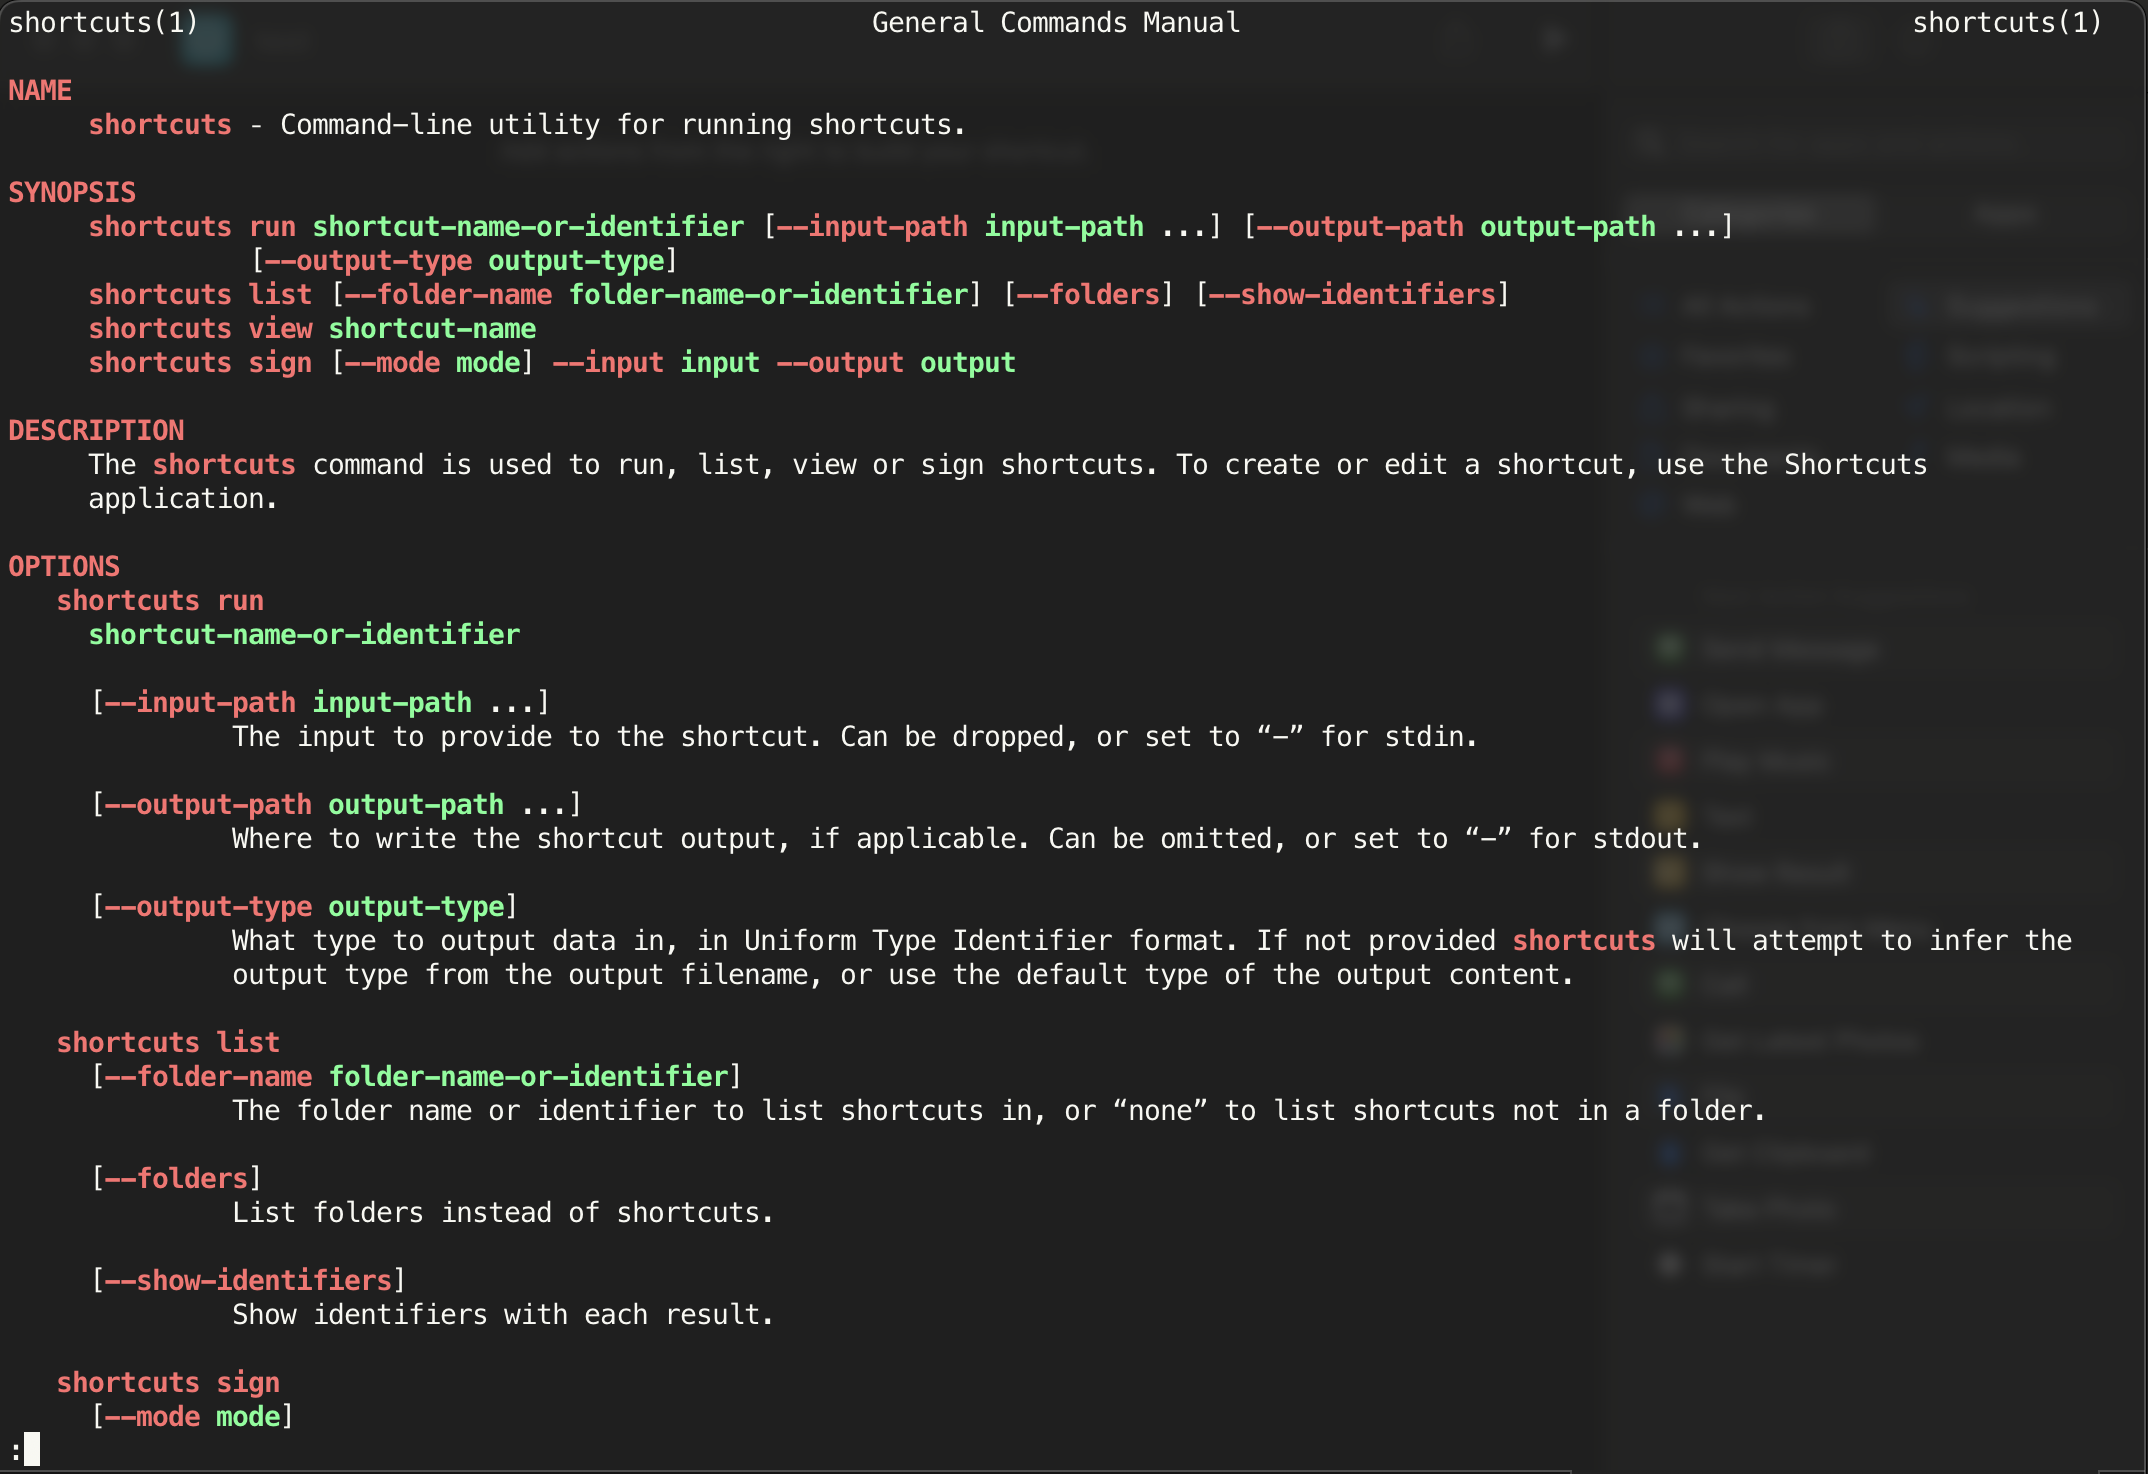 shortcuts(1) General Commands Manual shortcuts(1)
NAME
shortcuts - Command-line utility for running shortcuts.
SYNOPSIS
shortcuts run shortcut-name-or-identifier [--input-path input-path ...] [--output-path output-path ...]
[--output-type output-type]
shortcuts list [--folder-name folder-name-or-identifier] [--folders] [--show-identifiers]
shortcuts view shortcut-name
shortcuts sign [--mode mode] --input input --output output
DESCRIPTION
The shortcuts command is used to run, list, view or sign shortcuts. To create or edit a shortcut, use the Shortcuts
application.
OPTIONS
shortcuts run
shortcut-name-or-identifier
[--input-path input-path ...]
The input to provide to the shortcut. Can be dropped, or set to “-” for stdin.
[--output-path output-path ...]
Where to write the shortcut output, if applicable. Can be omitted, or set to “-” for stdout.
[--output-type output-type]
What type to output data in, in Uniform Type Identifier format. If not provided shortcuts will attempt to infer the
output type from the output filename, or use the default type of the output content.
shortcuts list
[--folder-name folder-name-or-identifier]
The folder name or identifier to list shortcuts in, or “none” to list shortcuts not in a folder.
[--folders]
List folders instead of shortcuts.
[--show-identifiers]
Show identifiers with each result.
shortcuts sign
[--mode mode]
: